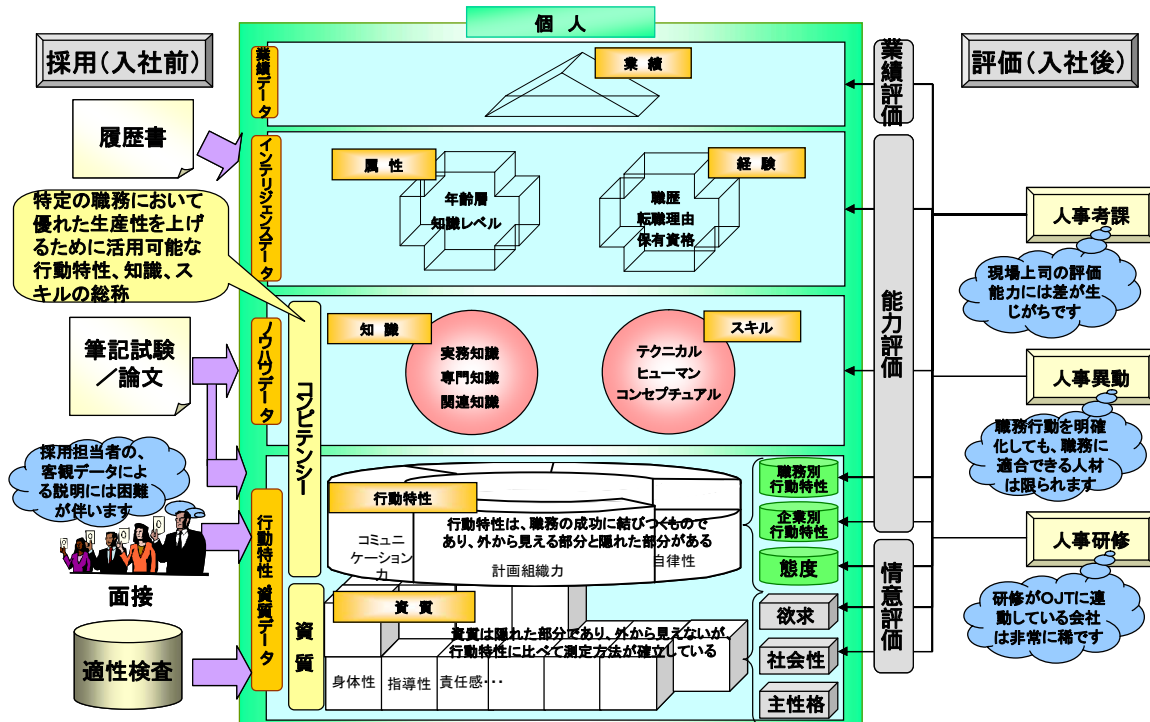 個 人
採用（入社前）
履歴書
特定の職務において
優れた生産性を上げ
るために活用可能な
行動特性、知識、ス
キルの総称
筆記試験
／論文
採用担当者の、
客観データによ
る説明には困難
が伴います
面接
適性検査
業績データ
業 績
インテリジェンスデータ
属 性
年齢層
知識レベル
経 験
職歴
転職理由
保有資格
ノウハウデータ
コンピテンシー
知 識
実務知識
専門知識
関連知識
スキル
テクニカル
ヒューマン
コンセプチュアル
行動特性 資質データ
行動特性
行動特性は、職務の成功に結びつくもので
あり、外から見える部分と隠れた部分がある
コミュニ
ケーション
力
計画組織力
自律性
職務別
行動特性
企業別
行動特性
態度
資 質
資 質
資質は隠れた部分であり、外から見えないが、
行動特性に比べて測定方法が確立している
身体性
指導性
責任感・・・
欲求
社会性
主性格
業績評価
能力評価
情意評価
評価（入社後）
人事考課
現場上司の評価
能力には差が生
じがちです
人事異動
職務行動を明確
化しても、職務に
適合できる人材
は限られます
人事研修
研修がOJTに連
動している会社
は非常に稀です